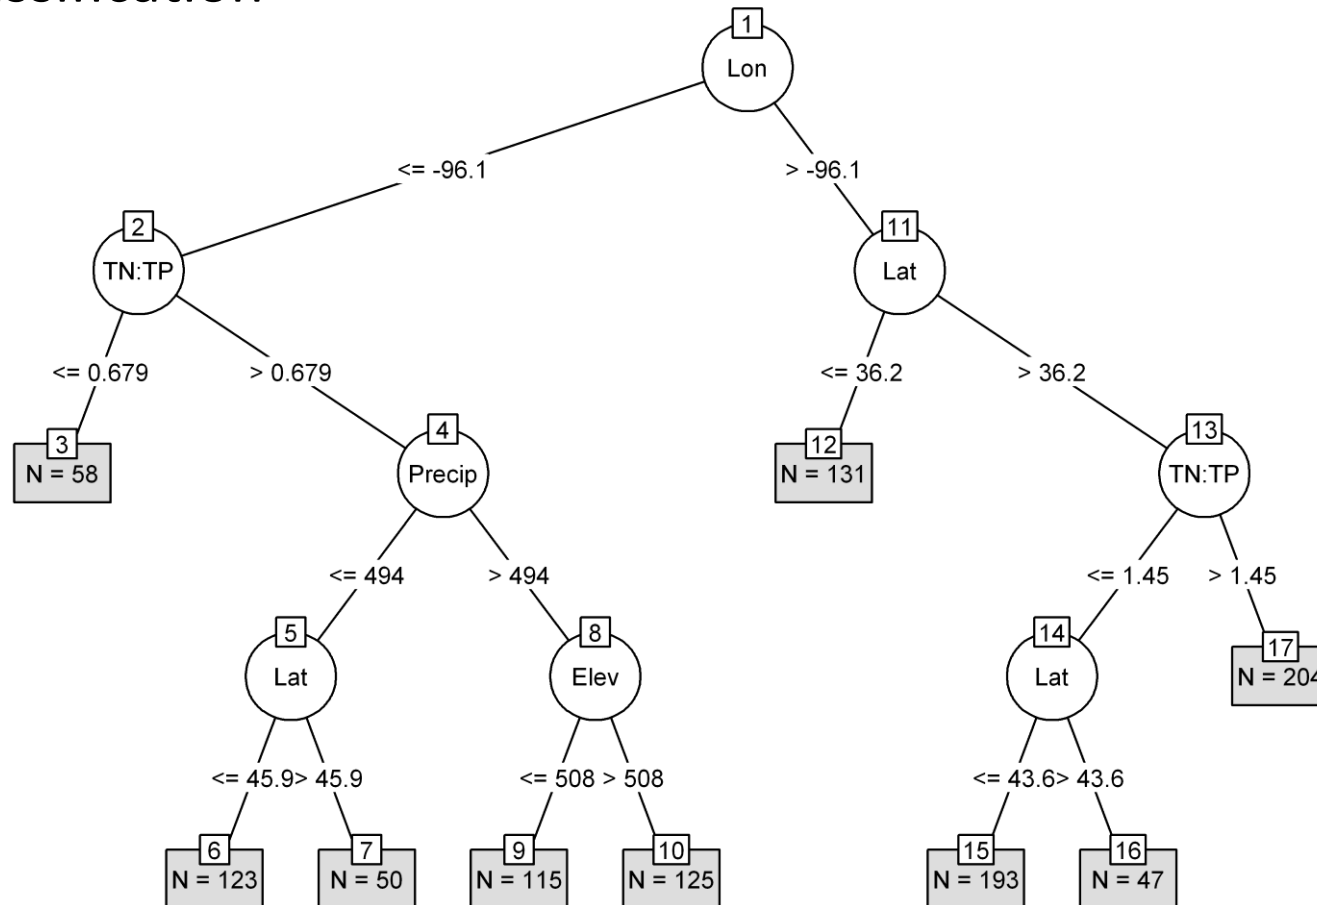 1
Lon
<= -96.1 > -96.1
2 11
TN:TP Lat
<= 0.679 > 0.679 <= 36.2 > 36.2
3 4 12 13
N = 58 Precip N = 131 TN:TP
<= 494 > 494 <= 1.45 > 1.45
5 8 14 17
Lat Elev Lat N = 204
<= 45.9 > 45.9 <= 508 > 508 <= 43.6 > 43.6
6 7 9 10 15 16
N = 123 N = 50 N = 115 N = 125 N = 193 N = 47